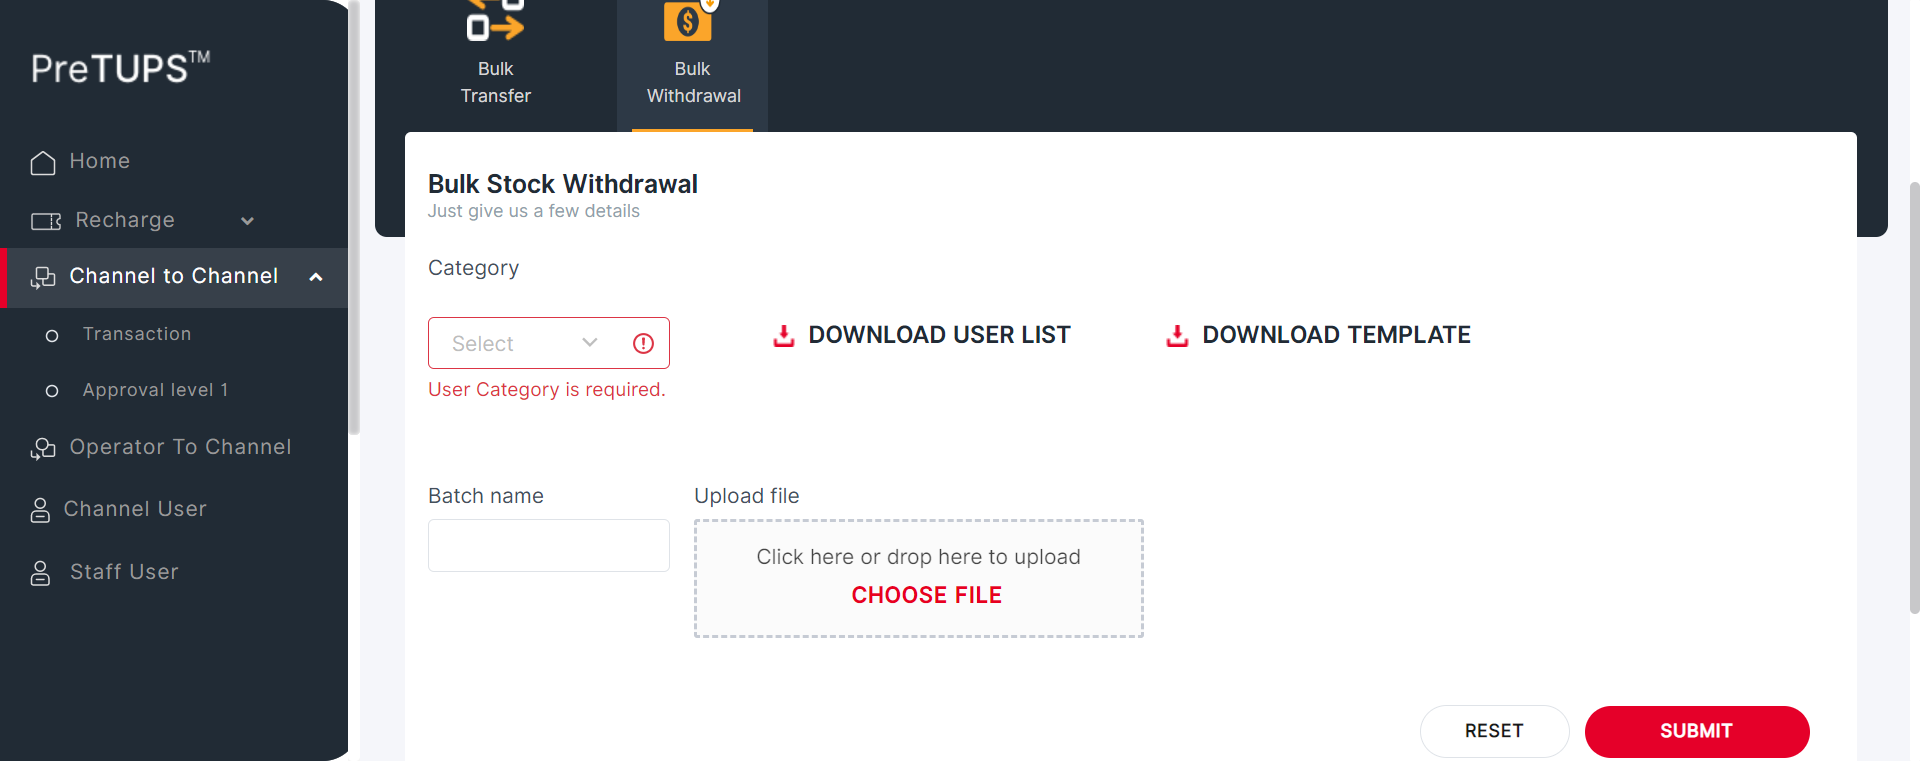 PreTUPS™
Home
Recharge
Channel to Channel
Transaction
Approval level 1
Operator To Channel
Channel User
Staff User
Bulk
Transfer
Bulk
Withdrawal
Bulk Stock Withdrawal
Just give us a few details
Category
Select
DOWNLOAD USER LIST
DOWNLOAD TEMPLATE
User Category is required.
Batch name
Upload file
Click here or drop here to upload
CHOOSE FILE
RESET
SUBMIT